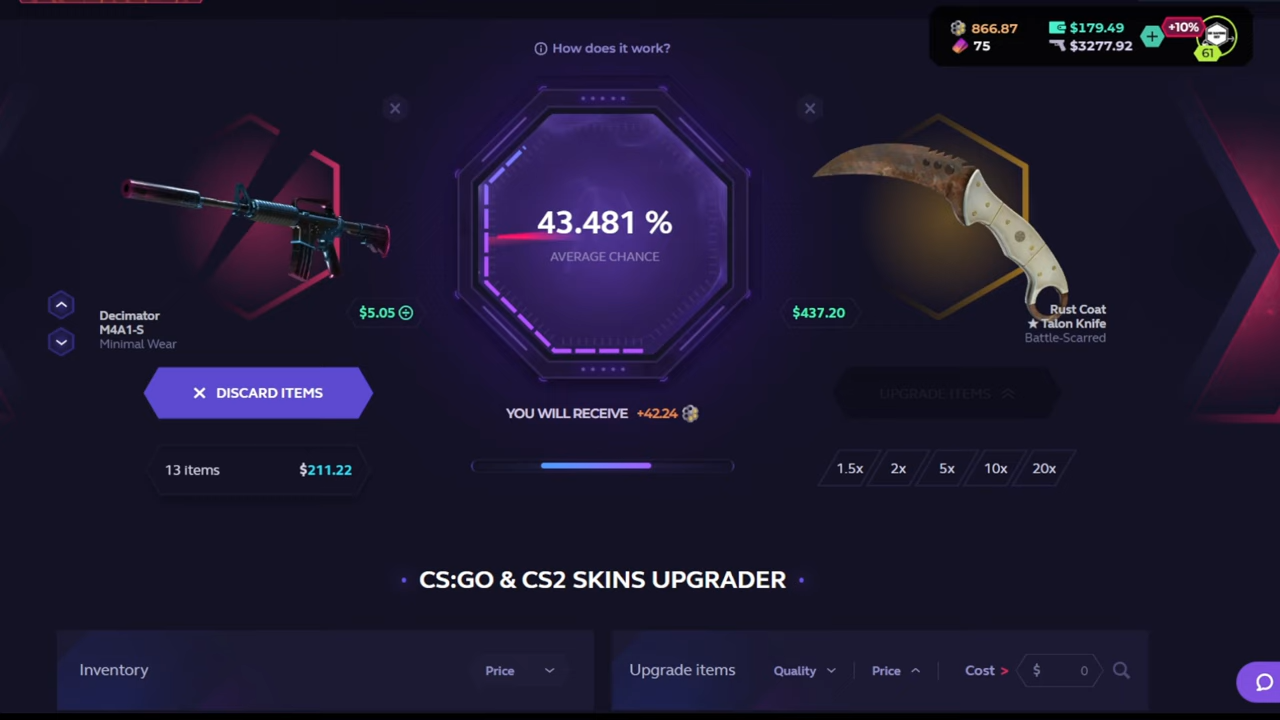 866.87
$179.49
+10%
75
$3277.92
61
How does it work?
43.481 %
AVERAGE CHANCE
Decimator
M4A1-S
Minimal Wear
$5.05
$437.20
Rust Coat
★ Talon Knife
Battle-Scarred
DISCARD ITEMS
YOU WILL RECEIVE +42.24
UPGRADE ITEMS
13 items $211.22
1.5x 2x 5x 10x 20x
CS:GO & CS2 SKINS UPGRADER
Inventory Price
Upgrade items Quality Price Cost > $ 0